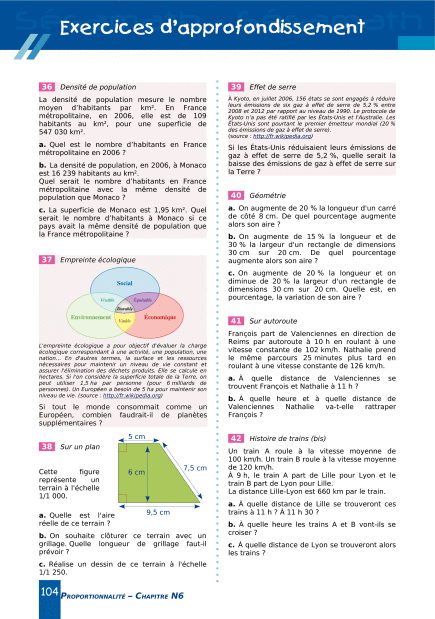 Exercices d'approfondissement
36 Densité de population
La densité de population mesure le nombre
moyen d'habitants par km². En France
métropolitaine, en 2006, elle est de 109
habitants au km², pour une superficie de
547 030 km².
a. Quel est le nombre d'habitants en France
métropolitaine en 2006 ?
b. La densité de population, en 2006, à Monaco
est 16 239 habitants au km².
Quel serait le nombre d'habitants en France
métropolitaine avec la même densité de
population que Monaco ?
c. La superficie de Monaco est 1,95 km². Quel
serait le nombre d'habitants à Monaco si ce
pays avait la même densité de population que
la France métropolitaine ?
37 Empreinte écologique
Social
Vivable
Équitable
Durable
Environnement
Viable
Économique
L'empreinte écologique a pour objectif d'évaluer la charge
écologique correspondant à une activité, une population, une
nation... En d'autres termes, la surface et les ressources
nécessaires pour maintenir un niveau de vie constant et
assurer l'élimination des déchets produits. Elle se calcule en
hectares. Si l'on considère la superficie totale de la Terre, on
peut utiliser 1,5 ha par personne (pour 6 milliards de
personnes). Un Européen a besoin de 5 ha pour maintenir son
niveau de vie. (source : http://fr.wikipedia.org)
Si tout le monde consommait comme un
Européen, combien faudrait-il de planètes
supplémentaires ?
38 Sur un plan
Cette figure
représente un
terrain à l'échelle
1/1 000.
5 cm
6 cm
7,5 cm
9,5 cm
a. Quelle est l'aire
réelle de ce terrain ?
b. On souhaite clôturer ce terrain avec un
grillage. Quelle longueur de grillage faut-il
prévoir ?
c. Réalise un dessin de ce terrain à l'échelle
1/1 250.
39 Effet de serre
À Kyoto, en juillet 2006, 156 états se sont engagés à réduire
leurs émissions de six gaz à effet de serre de 5,2 % entre
2008 et 2012 par rapport au niveau de 1990. Le protocole de
Kyoto n'a pas été ratifié par les États-Unis et l'Australie. Les
États-Unis sont pourtant le premier émetteur mondial (20 %
des émissions de gaz à effet de serre).
(source : http://fr.wikipedia.org)
Si les États-Unis réduisaient leurs émissions de
gaz à effet de serre de 5,2 %, quelle serait la
baisse des émissions de gaz à effet de serre sur
la Terre ?
40 Géométrie
a. On augmente de 20 % la longueur d'un carré
de côté 8 cm. De quel pourcentage augmente
alors son aire ?
b. On augmente de 15 % la longueur et de
30 % la largeur d'un rectangle de dimensions
30 cm sur 20 cm. De quel pourcentage
augmente alors son aire ?
c. On augmente de 20 % la longueur et on
diminue de 20 % la largeur d'un rectangle de
dimensions 30 cm sur 20 cm. Quelle est, en
pourcentage, la variation de son aire ?
41 Sur autoroute
François part de Valenciennes en direction de
Reims par autoroute à 10 h en roulant à une
vitesse constante de 102 km/h. Nathalie prend
le même parcours 25 minutes plus tard en
roulant à une vitesse constante de 126 km/h.
a. À quelle distance de Valenciennes se
trouvent François et Nathalie à 11 h ?
b. À quelle heure et à quelle distance de
Valenciennes Nathalie va-t-elle rattraper
François ?
42 Histoire de trains (bis)
Un train A roule à la vitesse moyenne de
100 km/h. Un train B roule à la vitesse moyenne
de 120 km/h.
À 9 h, le train A part de Lille pour Lyon et le
train B part de Lyon pour Lille.
La distance Lille-Lyon est 660 km par le train.
a. À quelle distance de Lille se trouveront ces
trains à 11 h ? À 11 h 30 ?
b. À quelle heure les trains A et B vont-ils se
croiser ?
c. À quelle distance de Lyon se trouveront alors
les trains ?
104 PROPORTIONNALITÉ – CHAPITRE N6